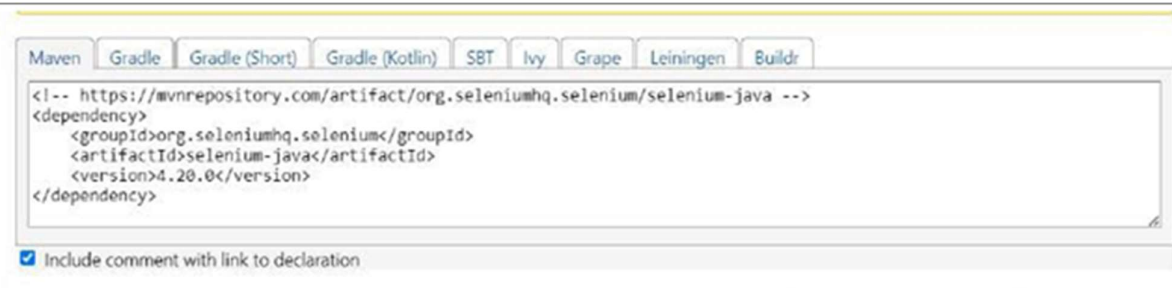 Maven Gradle Gradle (Short) Gradle (Kotlin) SBT Ivy Grape Leiningen Buildr
<!-- https://mvnrepository.com/artifact/org.seleniumhq.selenium/selenium-java -->
<dependency>
    <groupId>org.seleniumhq.selenium</groupId>
    <artifactId>selenium-java</artifactId>
    <version>4.20.0</version>
</dependency>
Include comment with link to declaration